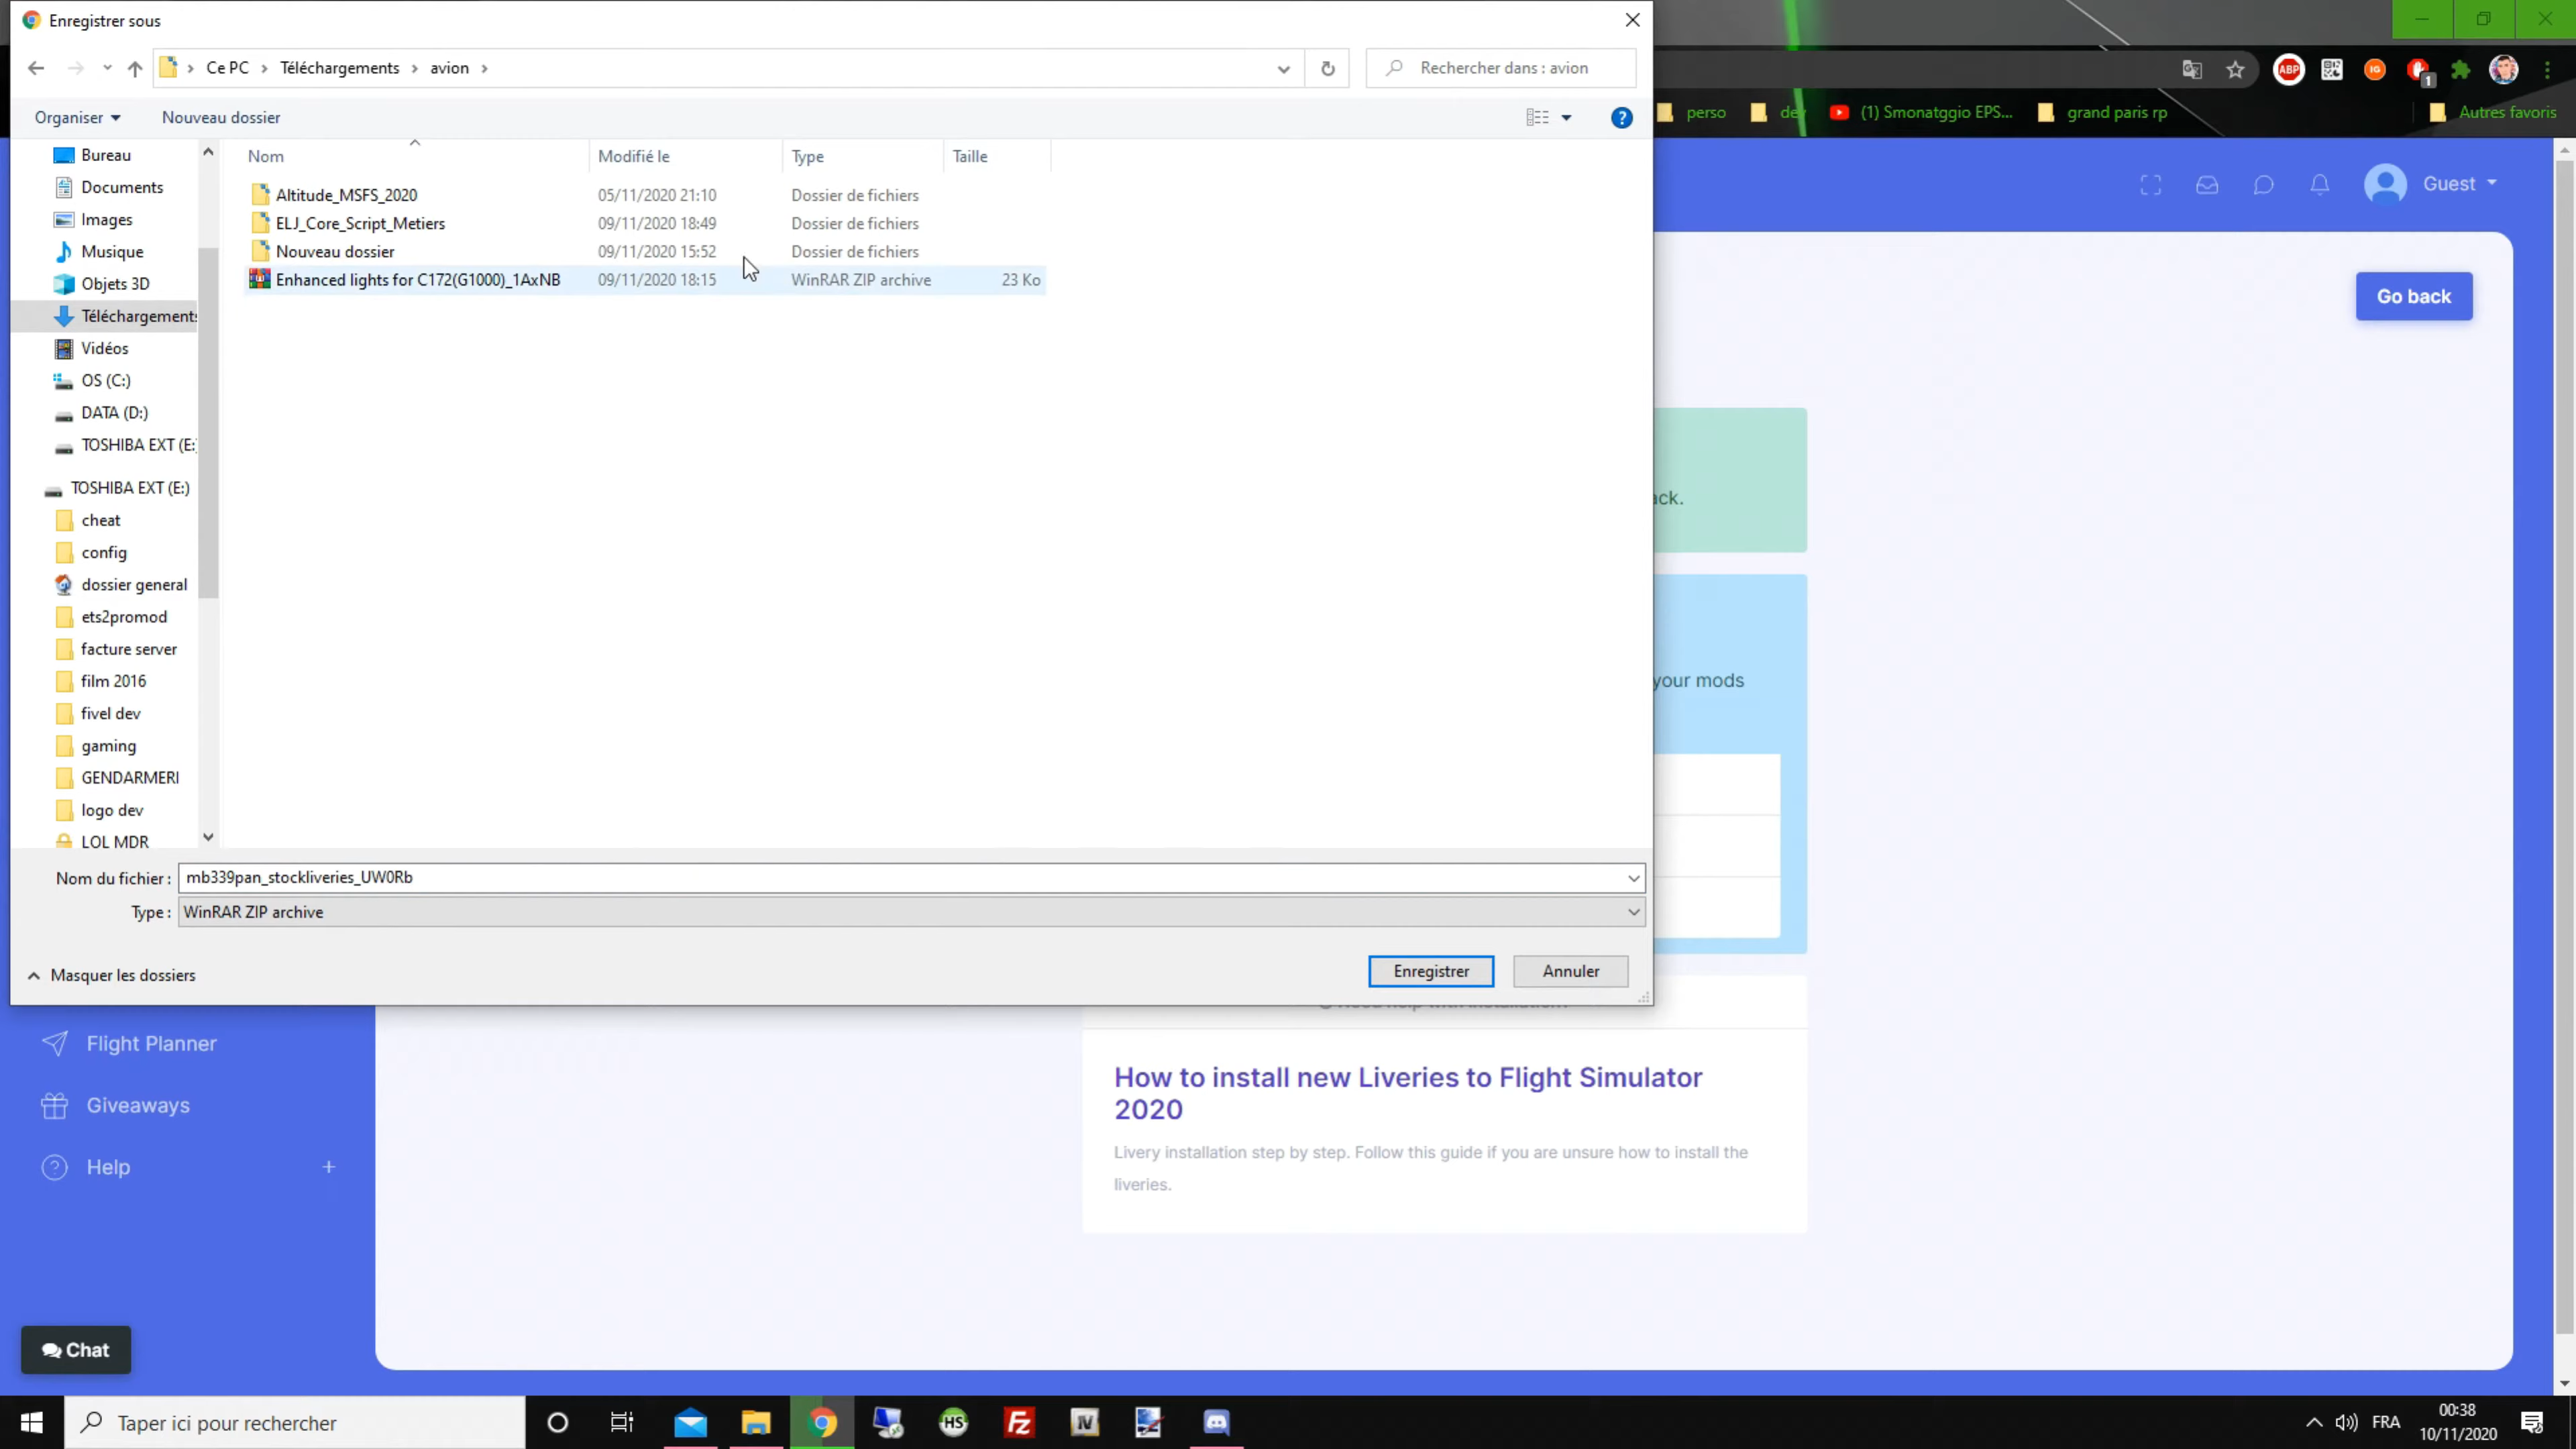 Enregistrer sous
Ce PC > Téléchargements > avion >
Rechercher dans : avion
Organiser
Nouveau dossier
ABP
IG
1
perso
dev
(1) Smonatggio EPS...
grand paris rp
Autres favoris
Nom
Modifié le
Type
Taille
Altitude_MSFS_2020 05/11/2020 21:10 Dossier de fichiers
ELJ_Core_Script_Metiers 09/11/2020 18:49 Dossier de fichiers
Nouveau dossier 09/11/2020 15:52 Dossier de fichiers
Enhanced lights for C172(G1000)_1AxNB 09/11/2020 18:15 WinRAR ZIP archive 23 Ko
Bureau
Documents
Images
Musique
Objets 3D
Téléchargements
Vidéos
OS (C:)
DATA (D:)
TOSHIBA EXT (E:
TOSHIBA EXT (E:)
cheat
config
dossier general
ets2promod
facture server
film 2016
fivel dev
gaming
GENDARMERI
logo dev
LOL MDR
Nom du fichier : mb339pan_stockliveries_UW0Rb
Type : WinRAR ZIP archive
Masquer les dossiers
Enregistrer
Annuler
Guest
Go back
ack.
your mods
How to install new Liveries to Flight Simulator
2020
Livery installation step by step. Follow this guide if you are unsure how to install the
liveries.
Flight Planner
Giveaways
Help +
Chat
Taper ici pour rechercher
HS
FZ
IV
FRA
00:38
10/11/2020